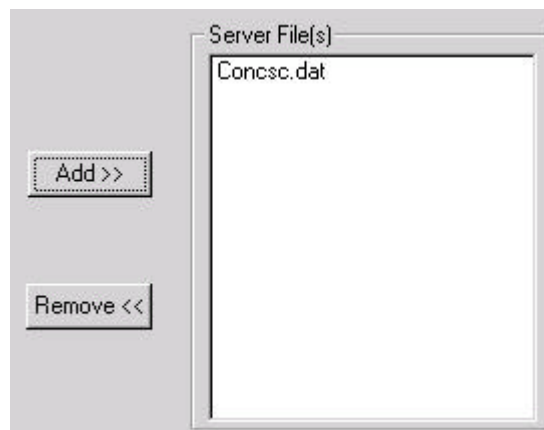 Server File(s)
Concsc.dat
Add >>
Remove <<